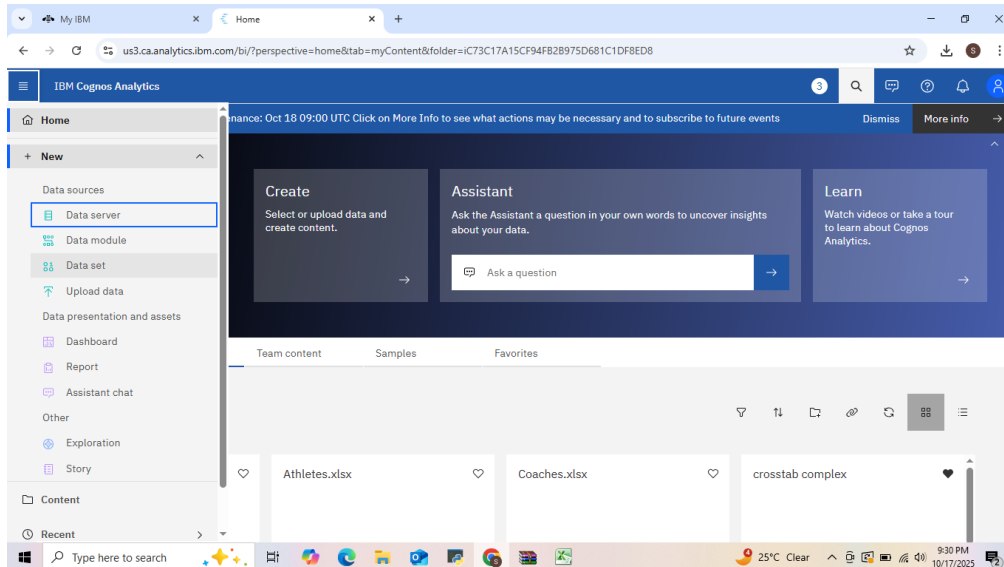 My IBM
Home
us3.ca.analytics.ibm.com/bi/?perspective=home&tab=myContent&folder=iC73C17A15CF94FB2B975D681C1DF8ED8
S
IBM Cognos Analytics
3
Home
enance: Oct 18 09:00 UTC Click on More Info to see what actions may be necessary and to subscribe to future events
Dismiss
More info
New
Data sources
Data server
Data module
Data set
Upload data
Data presentation and assets
Dashboard
Report
Assistant chat
Other
Exploration
Story
Content
Recent
Create
Select or upload data and
create content.
Assistant
Ask the Assistant a question in your own words to uncover insights
about your data.
Ask a question
Learn
Watch videos or take a tour
to learn about Cognos
Analytics.
Team content
Samples
Favorites
Athletes.xlsx
Coaches.xlsx
crosstab complex
Type here to search
25°C Clear
9:30 PM
10/17/2025